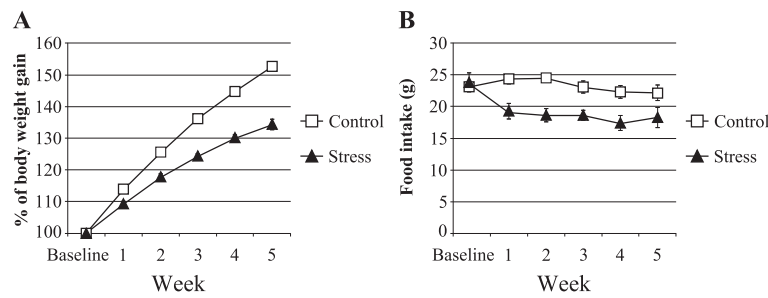 A
% of body weight gain
160
150
140
130
120
110
100
Baseline 1 2 3 4 5
Week
Control
Stress
B
Food intake (g)
30
25
20
15
10
5
0
Baseline 1 2 3 4 5
Week
Control
Stress